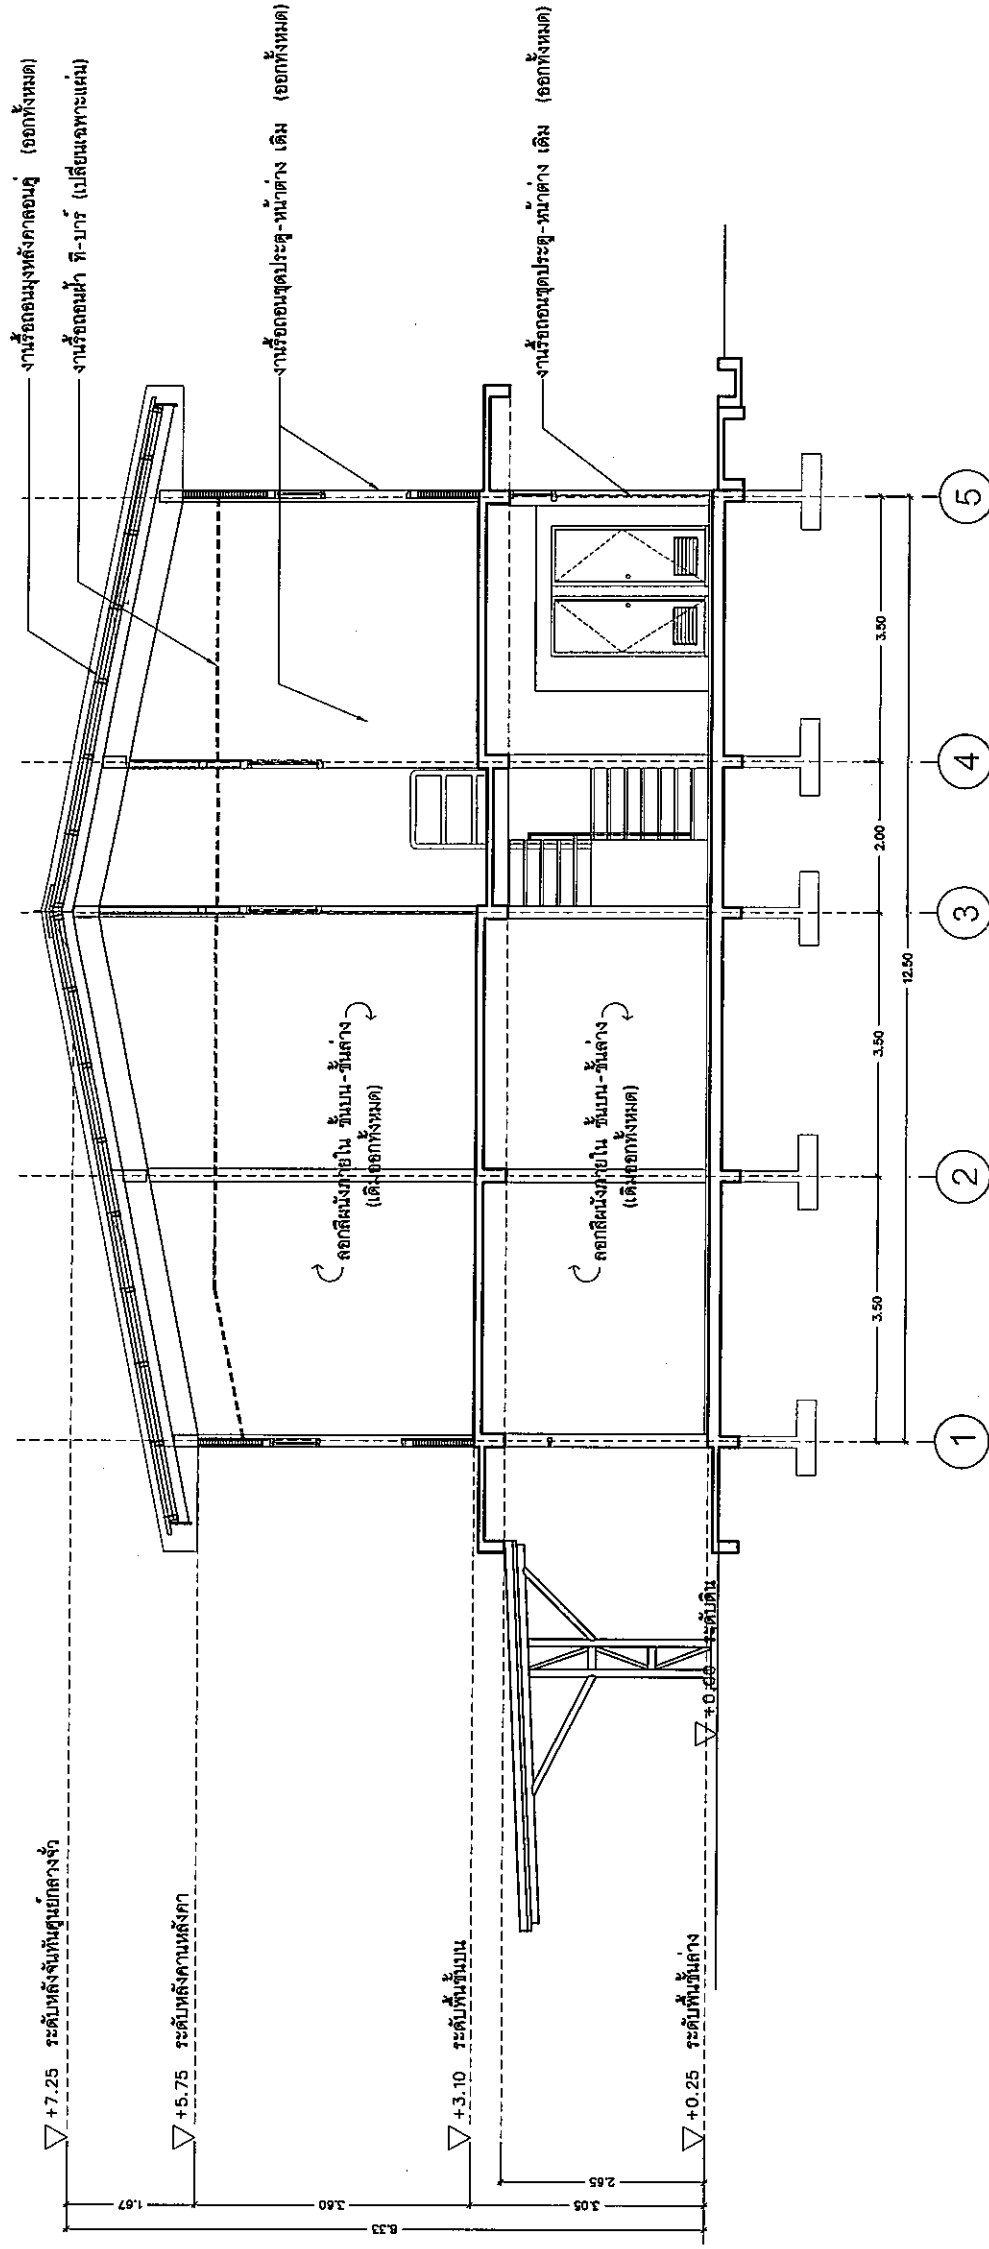 งานรื้อถอนมุงหลังคาลอนคู่ (ออกทั้งหมด)
งานรื้อถอนฝ้า ที-บาร์ (เปลี่ยนเฉพาะแผ่น)
งานรื้อถอนชุดประตู-หน้าต่าง เดิม (ออกทั้งหมด)
งานรื้อถอนชุดประตู-หน้าต่าง เดิม (ออกทั้งหมด)
ลอกสีผนังภายใน ชั้นบน-ชั้นล่าง
(เดิมออกทั้งหมด)
ลอกสีผนังภายใน ชั้นบน-ชั้นล่าง
(เดิมออกทั้งหมด)
+7.25 ระดับหลังจันทันศูนย์กลางจั่ว
+5.75 ระดับหลังคานหลังคา
+3.10 ระดับพื้นชั้นบน
+0.25 ระดับพื้นชั้นล่าง
+0.00 ระดับดิน
1.67
3.60
3.05
2.65
8.33
3.50
3.50
2.00
3.50
12.50
1
2
3
4
5